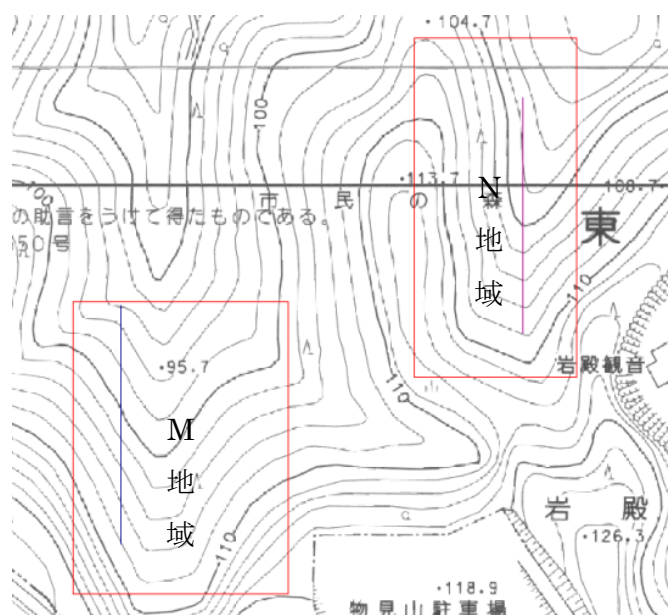 ・104.7
100
・113.7
N
地
域
108.7
市民の森
100
の助言をうけて得たものである。
東
50号
110
・95.7
岩殿観音
110
M
地
域
110
岩殿
・126.3
・118.9
物見山駐車場